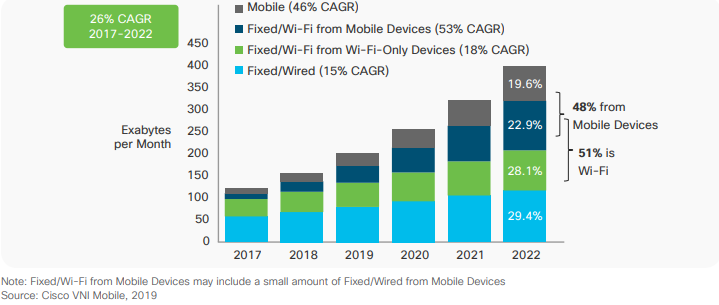 26% CAGR
2017-2022
Mobile (46% CAGR)
Fixed/Wi-Fi from Mobile Devices (53% CAGR)
Fixed/Wi-Fi from Wi-Fi-Only Devices (18% CAGR)
Fixed/Wired (15% CAGR)
Exabytes
per Month
450
400
350
300
250
200
150
100
50
0
19.6%
22.9%
28.1%
29.4%
48% from
Mobile Devices
51% is
Wi-Fi
2017 2018 2019 2020 2021 2022
Note: Fixed/Wi-Fi from Mobile Devices may include a small amount of Fixed/Wired from Mobile Devices
Source: Cisco VNI Mobile, 2019